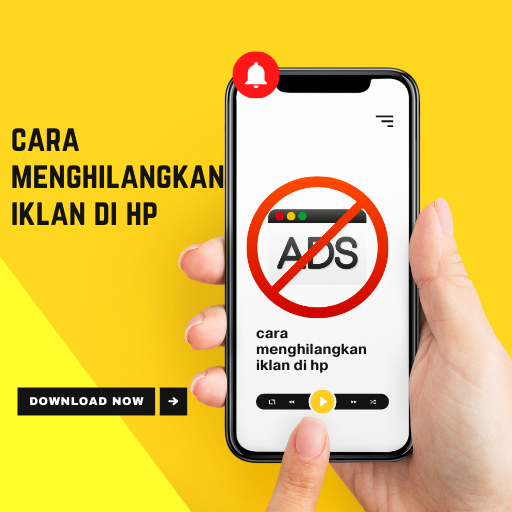 CARA
MENGHILANGKAN
IKLAN DI HP
ADS
cara
menghilangkan
iklan di hp
DOWNLOAD NOW